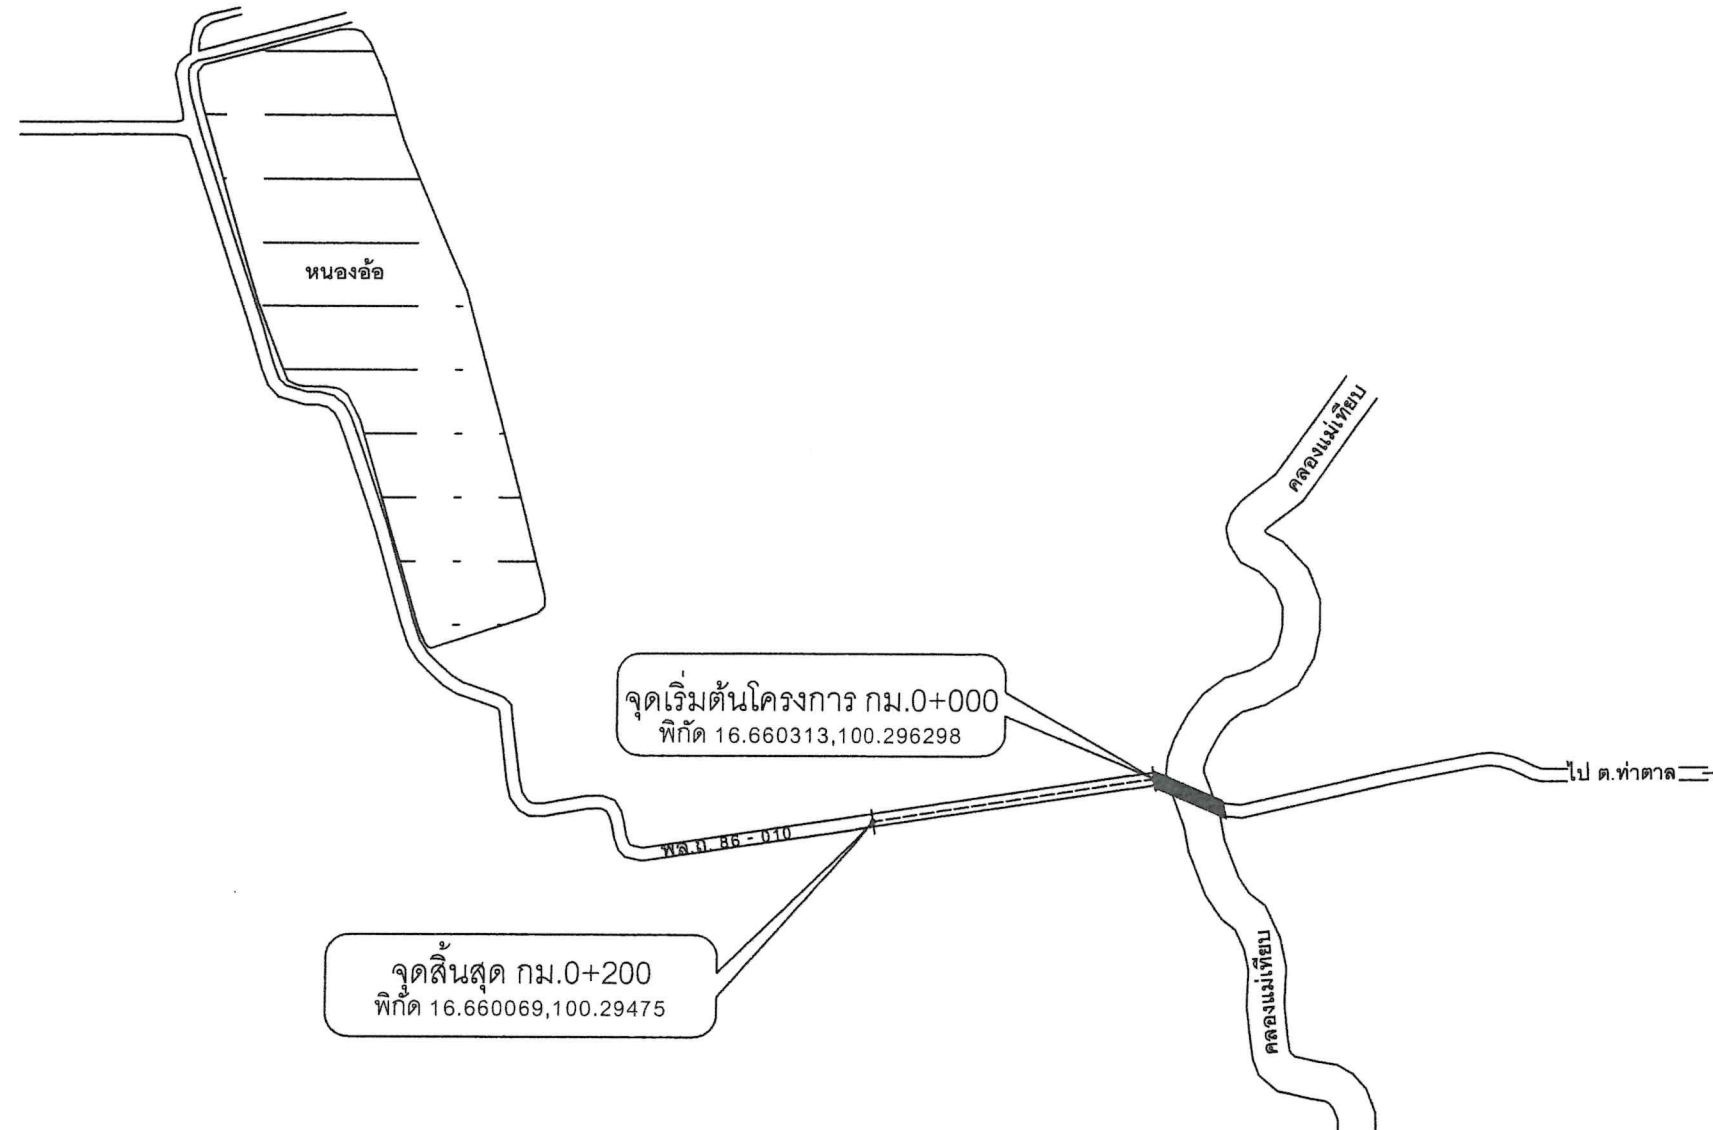 หนองอ้อ
คลองแม่เทียบ
จุดเริ่มต้นโครงการ กม.0+000
พิกัด 16.660313,100.296298
ไป ต.ท่าตาล
พล.ถ. 86 - 010
จุดสิ้นสุด กม.0+200
พิกัด 16.660069,100.29475
คลองแม่เทียบ